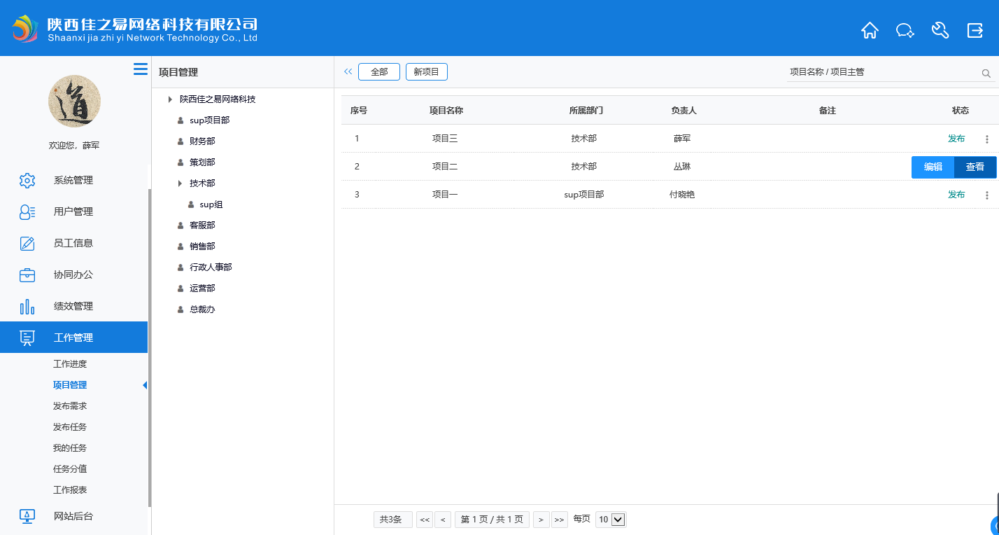 陕西佳之易网络科技有限公司
Shaanxi jia zhi yi Network Technology Co., Ltd
道
欢迎您，薛军
系统管理
用户管理
员工信息
协同办公
绩效管理
工作管理
工作进度
项目管理
发布需求
发布任务
我的任务
任务分值
工作报表
网站后台
项目管理
陕西佳之易网络科技
sup项目部
财务部
策划部
技术部
sup组
客服部
销售部
行政人事部
运营部
总裁办
全部 新项目 项目名称 / 项目主管
序号 项目名称 所属部门 负责人 备注 状态
1 项目三 技术部 薛军 发布
2 项目二 技术部 丛琳 编辑 查看
3 项目一 sup项目部 付晓艳 发布
共3条 << < 第 1 页 / 共 1 页 > >> 每页 10